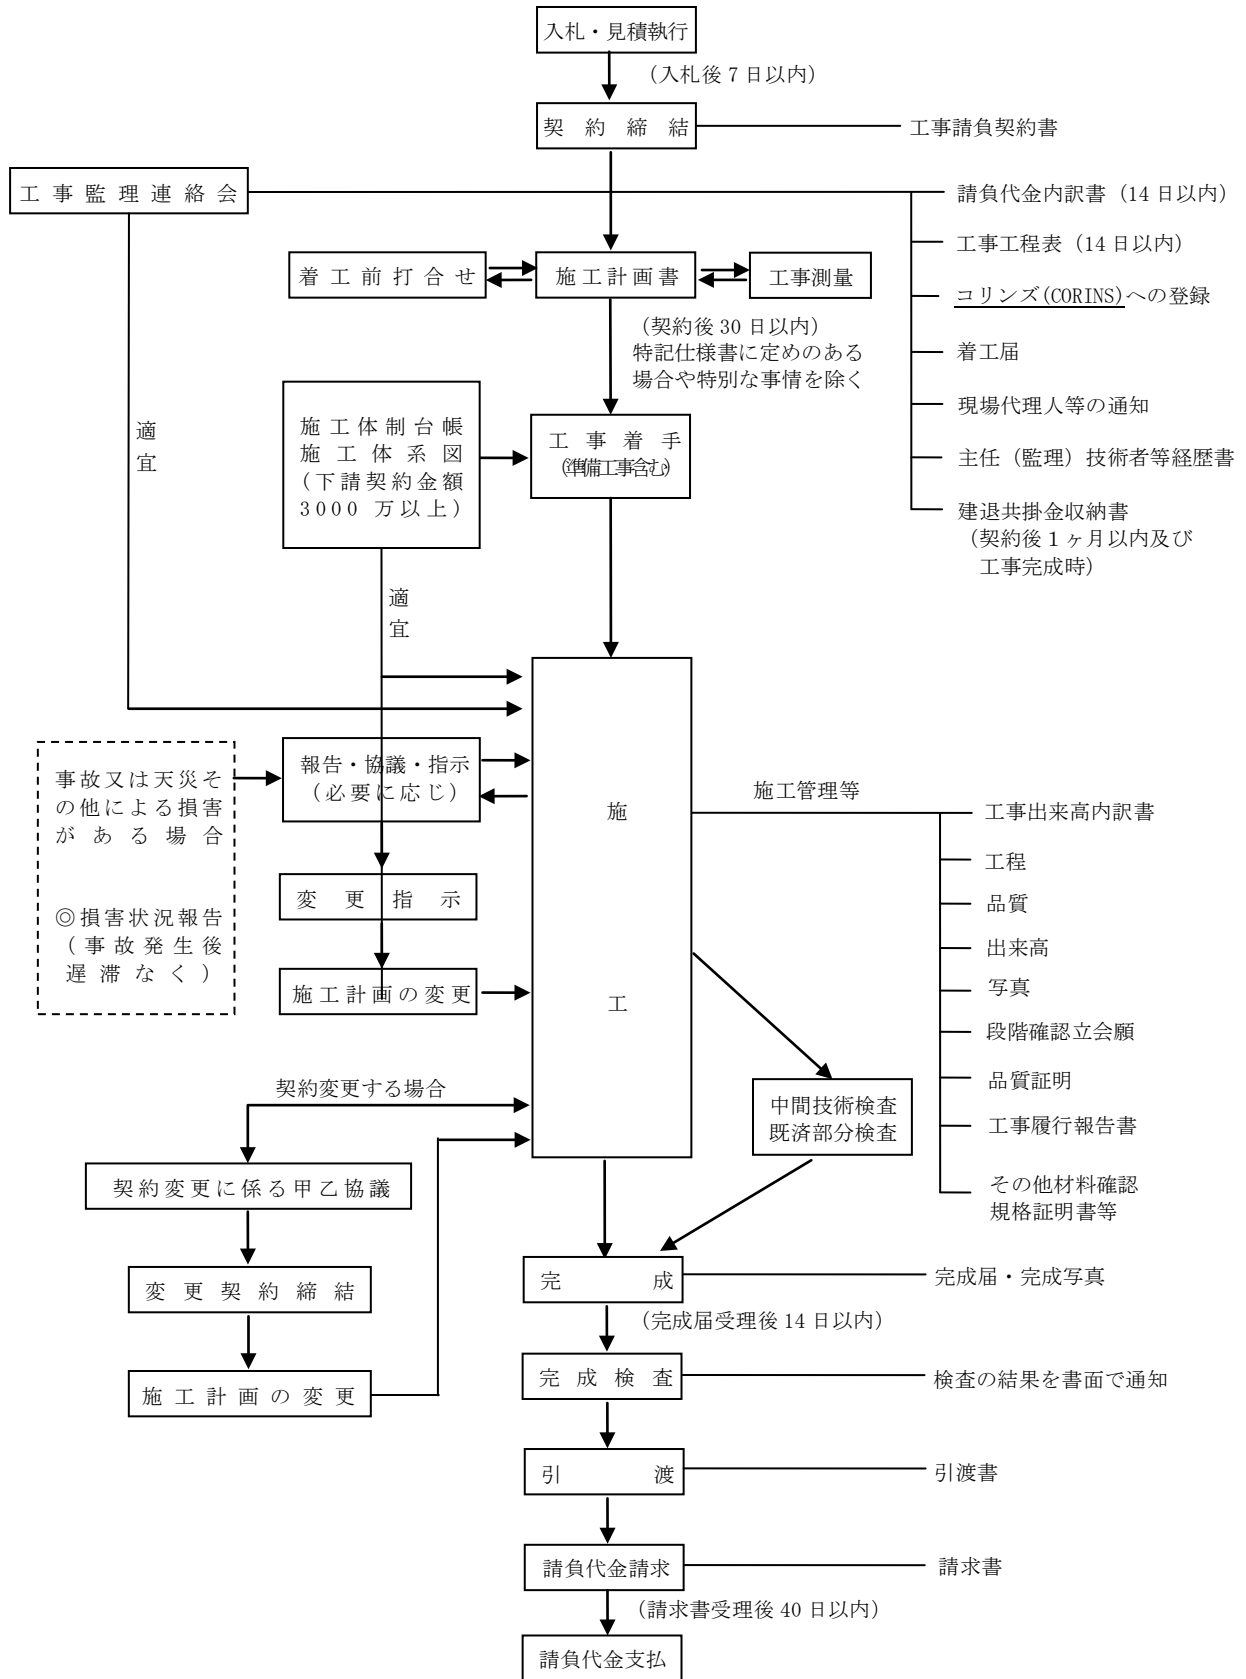 入札・見積執行
（入札後 7 日以内）
契約締結
工事請負契約書
工事監理連絡会
請負代金内訳書（14 日以内）
工事工程表（14 日以内）
着工前打合せ
施工計画書
工事測量
コリンズ(CORINS)への登録
（契約後 30 日以内）
特記仕様書に定めのある
場合や特別な事情を除く
着工届
現場代理人等の通知
主任（監理）技術者等経歴書
建退共掛金収納書
（契約後 1 ヶ月以内及び
工事完成時）
適宜
施工体制台帳
施工体系図
（下請契約金額
3000 万以上）
工事着手
（準備工事含む）
適宜
施工
事故又は天災そ
の他による損害
がある場合
◎損害状況報告
（事故発生後
遅滞なく）
報告・協議・指示
（必要に応じ）
変更指示
施工計画の変更
施工管理等
工事出来高内訳書
工程
品質
出来高
写真
段階確認立会願
品質証明
工事履行報告書
その他材料確認
規格証明書等
中間技術検査
既済部分検査
契約変更する場合
契約変更に係る甲乙協議
変更契約締結
施工計画の変更
完成
完成届・完成写真
（完成届受理後 14 日以内）
完成検査
検査の結果を書面で通知
引渡
引渡書
請負代金請求
請求書
（請求書受理後 40 日以内）
請負代金支払